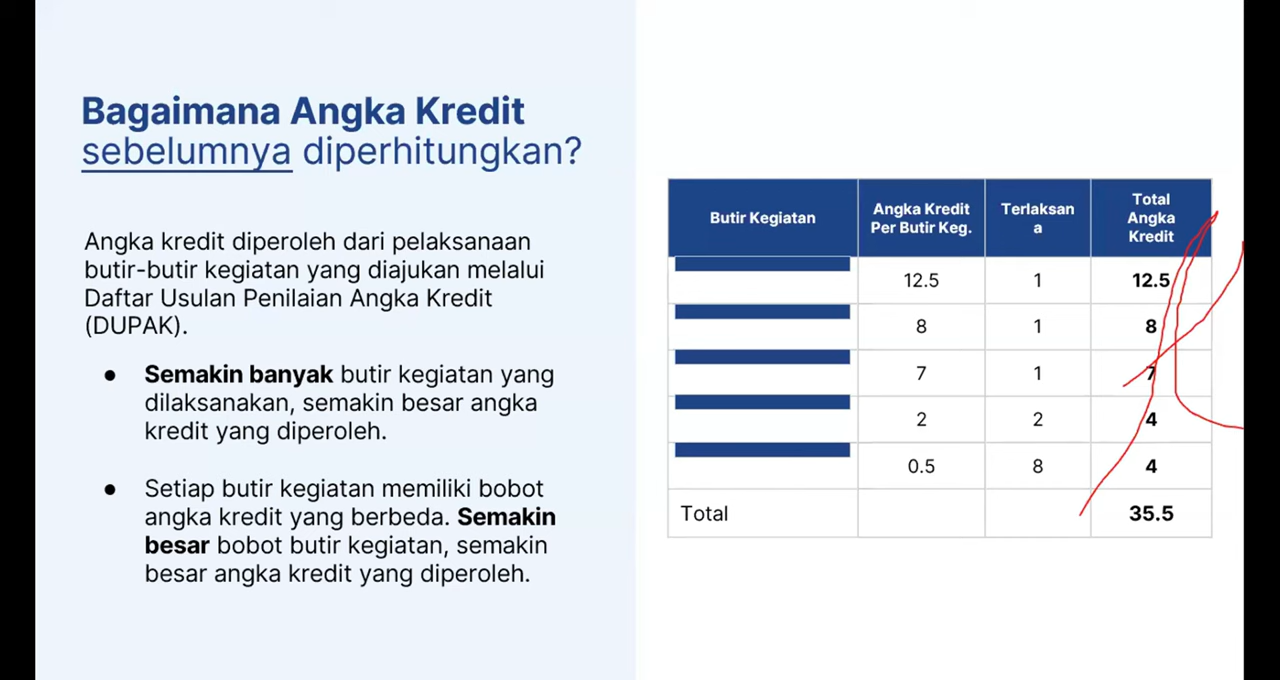 Bagaimana Angka Kredit
sebelumnya diperhitungkan?
Angka kredit diperoleh dari pelaksanaan
butir-butir kegiatan yang diajukan melalui
Daftar Usulan Penilaian Angka Kredit
(DUPAK).
● Semakin banyak butir kegiatan yang
dilaksanakan, semakin besar angka
kredit yang diperoleh.
● Setiap butir kegiatan memiliki bobot
angka kredit yang berbeda. Semakin
besar bobot butir kegiatan, semakin
besar angka kredit yang diperoleh.
Butir Kegiatan
Angka Kredit
Per Butir Keg.
Terlaksan
a
Total
Angka
Kredit
12.5 1 12.5
8 1 8
7 1 7
2 2 4
0.5 8 4
Total 35.5